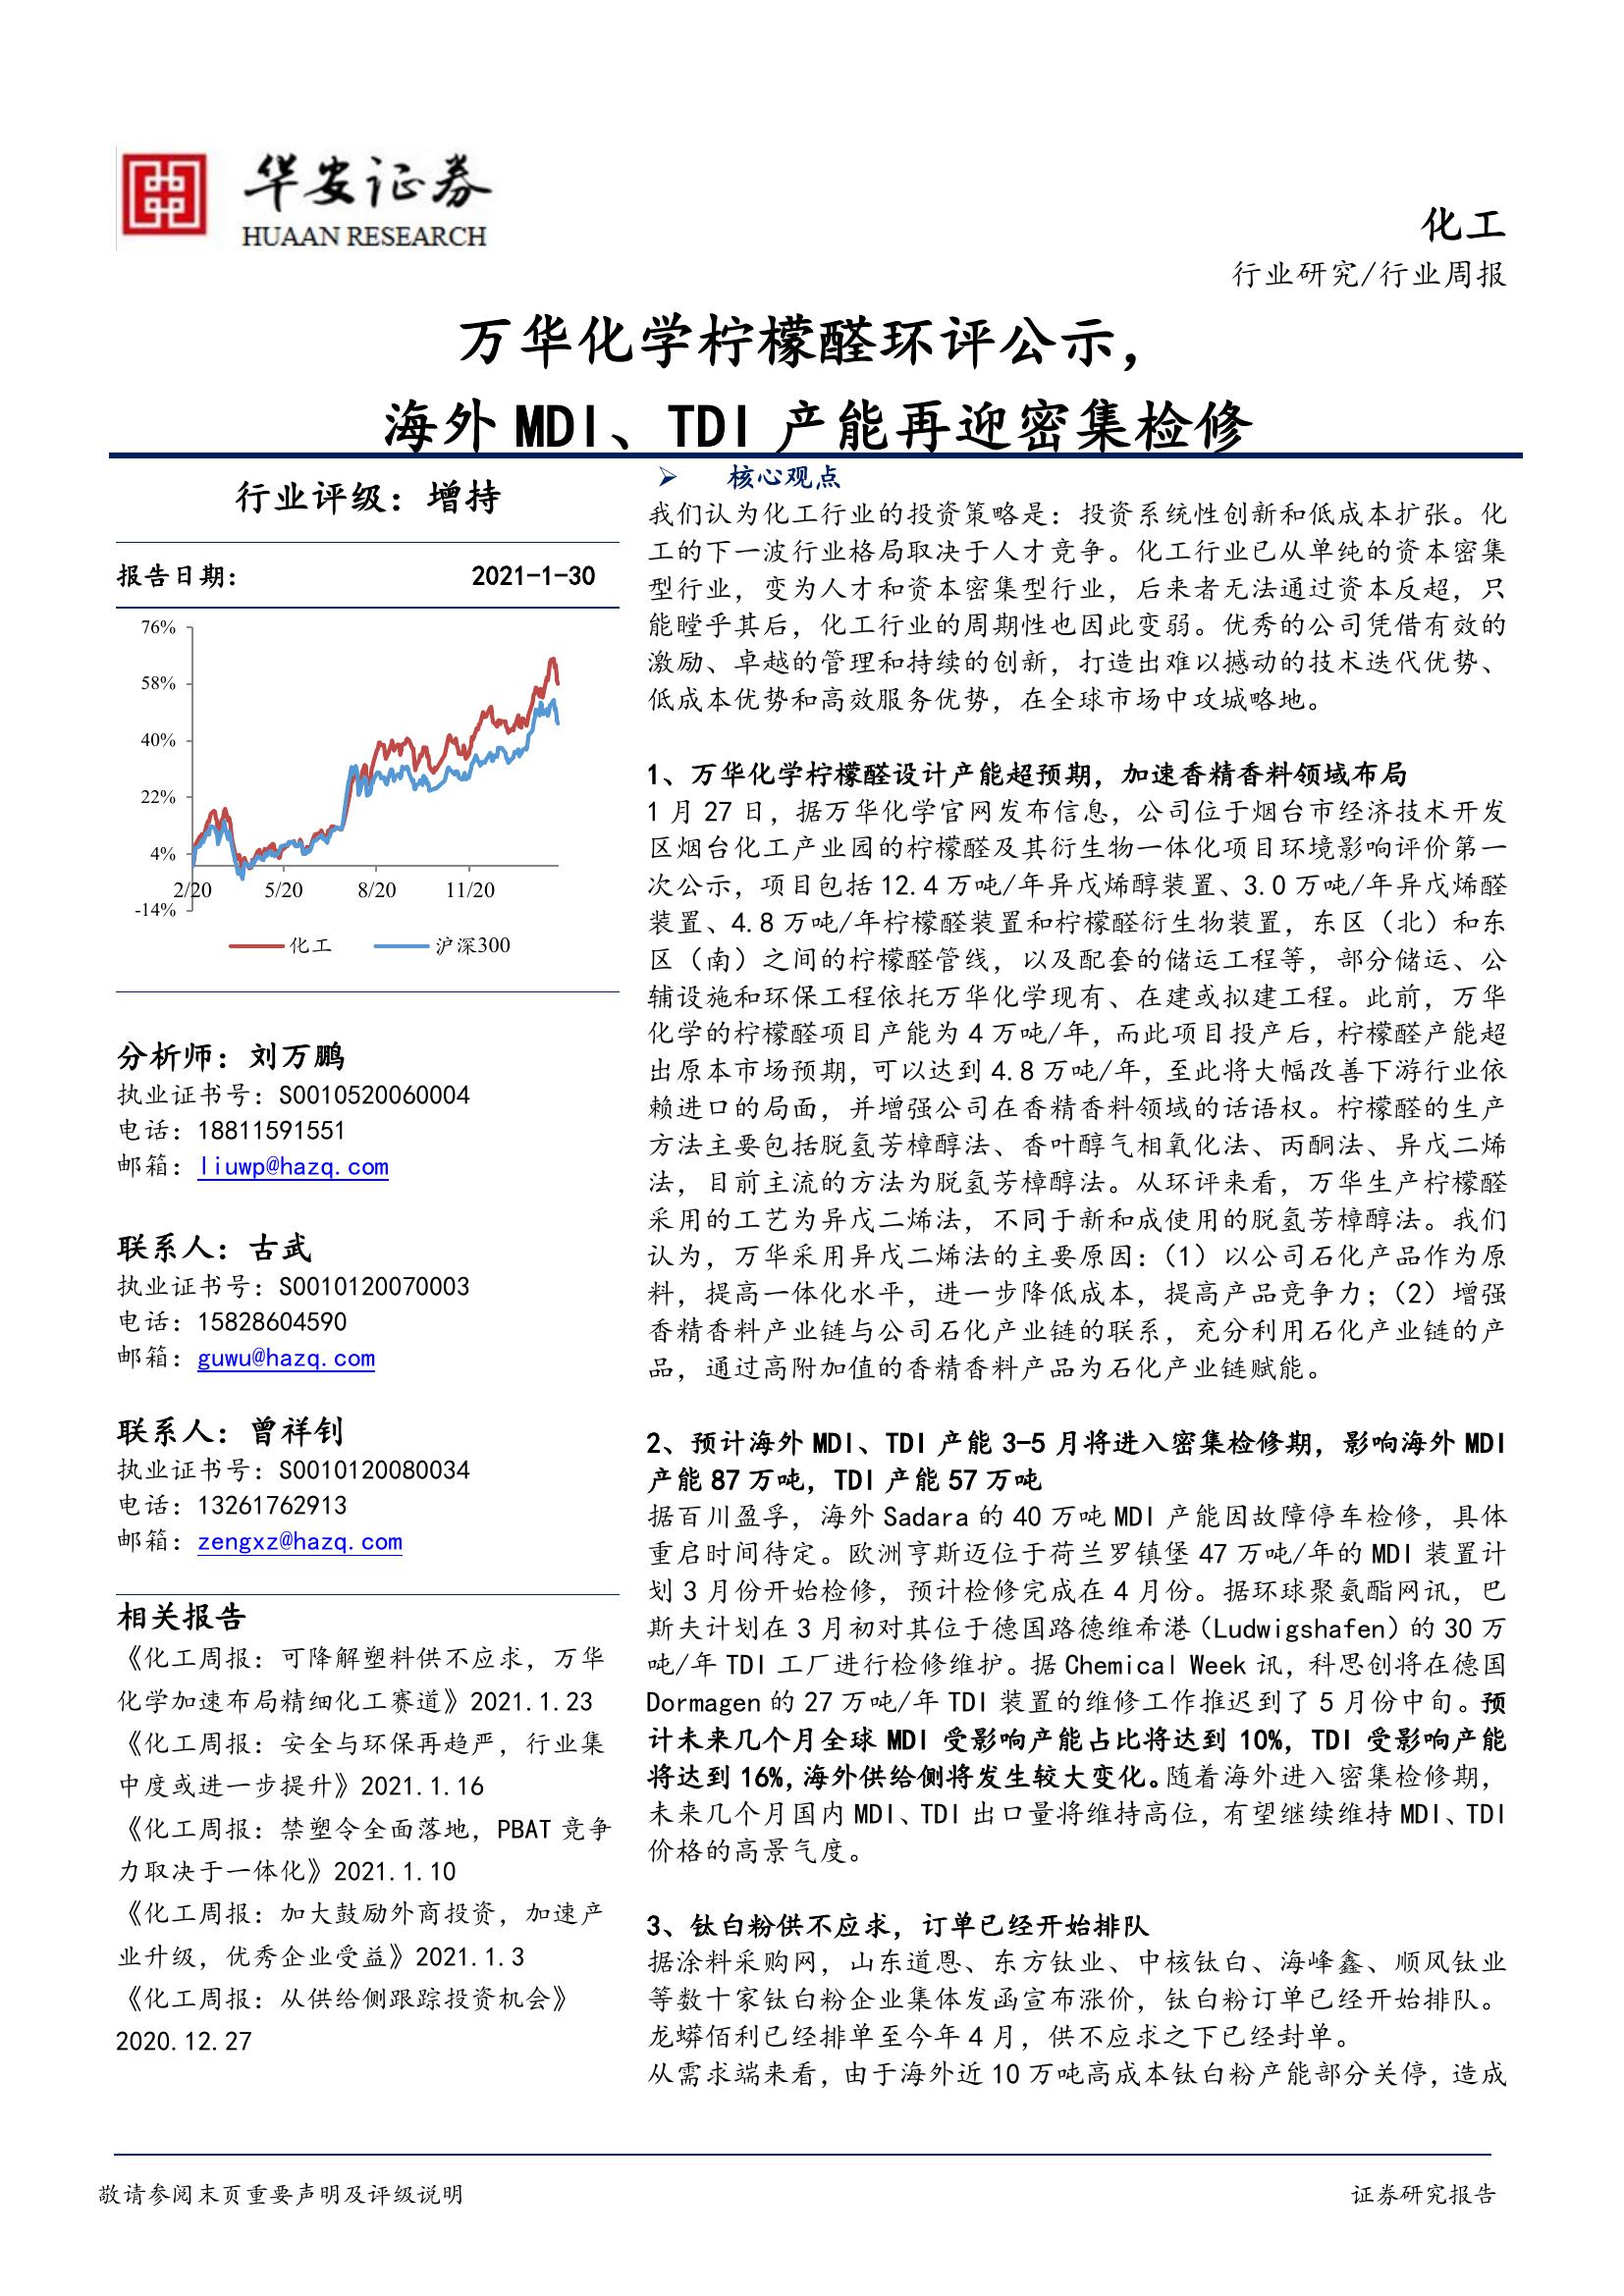 华安证券
HUAAN RESEARCH
化工
行业研究/行业周报
万华化学柠檬醛环评公示，
海外 MDI、TDI 产能再迎密集检修
行业评级：增持
报告日期： 2021-1-30
76%
58%
40%
22%
4%
-14%
2/20 5/20 8/20 11/20
化工 沪深300
分析师：刘万鹏
执业证书号：S0010520060004
电话：18811591551
邮箱：liuwp@hazq.com
联系人：古武
执业证书号：S0010120070003
电话：15828604590
邮箱：guwu@hazq.com
联系人：曾祥钊
执业证书号：S0010120080034
电话：13261762913
邮箱：zengxz@hazq.com
相关报告
《化工周报：可降解塑料供不应求，万华
化学加速布局精细化工赛道》2021.1.23
《化工周报：安全与环保再趋严，行业集
中度或进一步提升》2021.1.16
《化工周报：禁塑令全面落地，PBAT 竞争
力取决于一体化》2021.1.10
《化工周报：加大鼓励外商投资，加速产
业升级，优秀企业受益》2021.1.3
《化工周报：从供给侧跟踪投资机会》
2020.12.27
➢ 核心观点
我们认为化工行业的投资策略是：投资系统性创新和低成本扩张。化
工的下一波行业格局取决于人才竞争。化工行业已从单纯的资本密集
型行业，变为人才和资本密集型行业，后来者无法通过资本反超，只
能瞠乎其后，化工行业的周期性也因此变弱。优秀的公司凭借有效的
激励、卓越的管理和持续的创新，打造出难以撼动的技术迭代优势、
低成本优势和高效服务优势，在全球市场中攻城略地。
1、万华化学柠檬醛设计产能超预期，加速香精香料领域布局
1 月 27 日，据万华化学官网发布信息，公司位于烟台市经济技术开发
区烟台化工产业园的柠檬醛及其衍生物一体化项目环境影响评价第一
次公示，项目包括 12.4 万吨/年异戊烯醇装置、3.0 万吨/年异戊烯醛
装置、4.8 万吨/年柠檬醛装置和柠檬醛衍生物装置，东区（北）和东
区（南）之间的柠檬醛管线，以及配套的储运工程等，部分储运、公
辅设施和环保工程依托万华化学现有、在建或拟建工程。此前，万华
化学的柠檬醛项目产能为 4 万吨/年，而此项目投产后，柠檬醛产能超
出原本市场预期，可以达到 4.8 万吨/年，至此将大幅改善下游行业依
赖进口的局面，并增强公司在香精香料领域的话语权。柠檬醛的生产
方法主要包括脱氢芳樟醇法、香叶醇气相氧化法、丙酮法、异戊二烯
法，目前主流的方法为脱氢芳樟醇法。从环评来看，万华生产柠檬醛
采用的工艺为异戊二烯法，不同于新和成使用的脱氢芳樟醇法。我们
认为，万华采用异戊二烯法的主要原因：（1）以公司石化产品作为原
料，提高一体化水平，进一步降低成本，提高产品竞争力；（2）增强
香精香料产业链与公司石化产业链的联系，充分利用石化产业链的产
品，通过高附加值的香精香料产品为石化产业链赋能。
2、预计海外 MDI、TDI 产能 3-5 月将进入密集检修期，影响海外 MDI
产能 87 万吨，TDI 产能 57 万吨
据百川盈孚，海外 Sadara 的 40 万吨 MDI 产能因故障停车检修，具体
重启时间待定。欧洲亨斯迈位于荷兰罗镇堡 47 万吨/年的 MDI 装置计
划 3 月份开始检修，预计检修完成在 4 月份。据环球聚氨酯网讯，巴
斯夫计划在 3 月初对其位于德国路德维希港（Ludwigshafen）的 30 万
吨/年 TDI 工厂进行检修维护。据 Chemical Week 讯，科思创将在德国
Dormagen 的 27 万吨/年 TDI 装置的维修工作推迟到了 5 月份中旬。预
计未来几个月全球 MDI 受影响产能占比将达到 10%，TDI 受影响产能
将达到 16%，海外供给侧将发生较大变化。随着海外进入密集检修期，
未来几个月国内 MDI、TDI 出口量将维持高位，有望继续维持 MDI、TDI
价格的高景气度。
3、钛白粉供不应求，订单已经开始排队
据涂料采购网，山东道恩、东方钛业、中核钛白、海峰鑫、顺风钛业
等数十家钛白粉企业集体发函宣布涨价，钛白粉订单已经开始排队。
龙蟒佰利已经排单至今年 4 月，供不应求之下已经封单。
从需求端来看，由于海外近 10 万吨高成本钛白粉产能部分关停，造成
敬请参阅末页重要声明及评级说明
证券研究报告